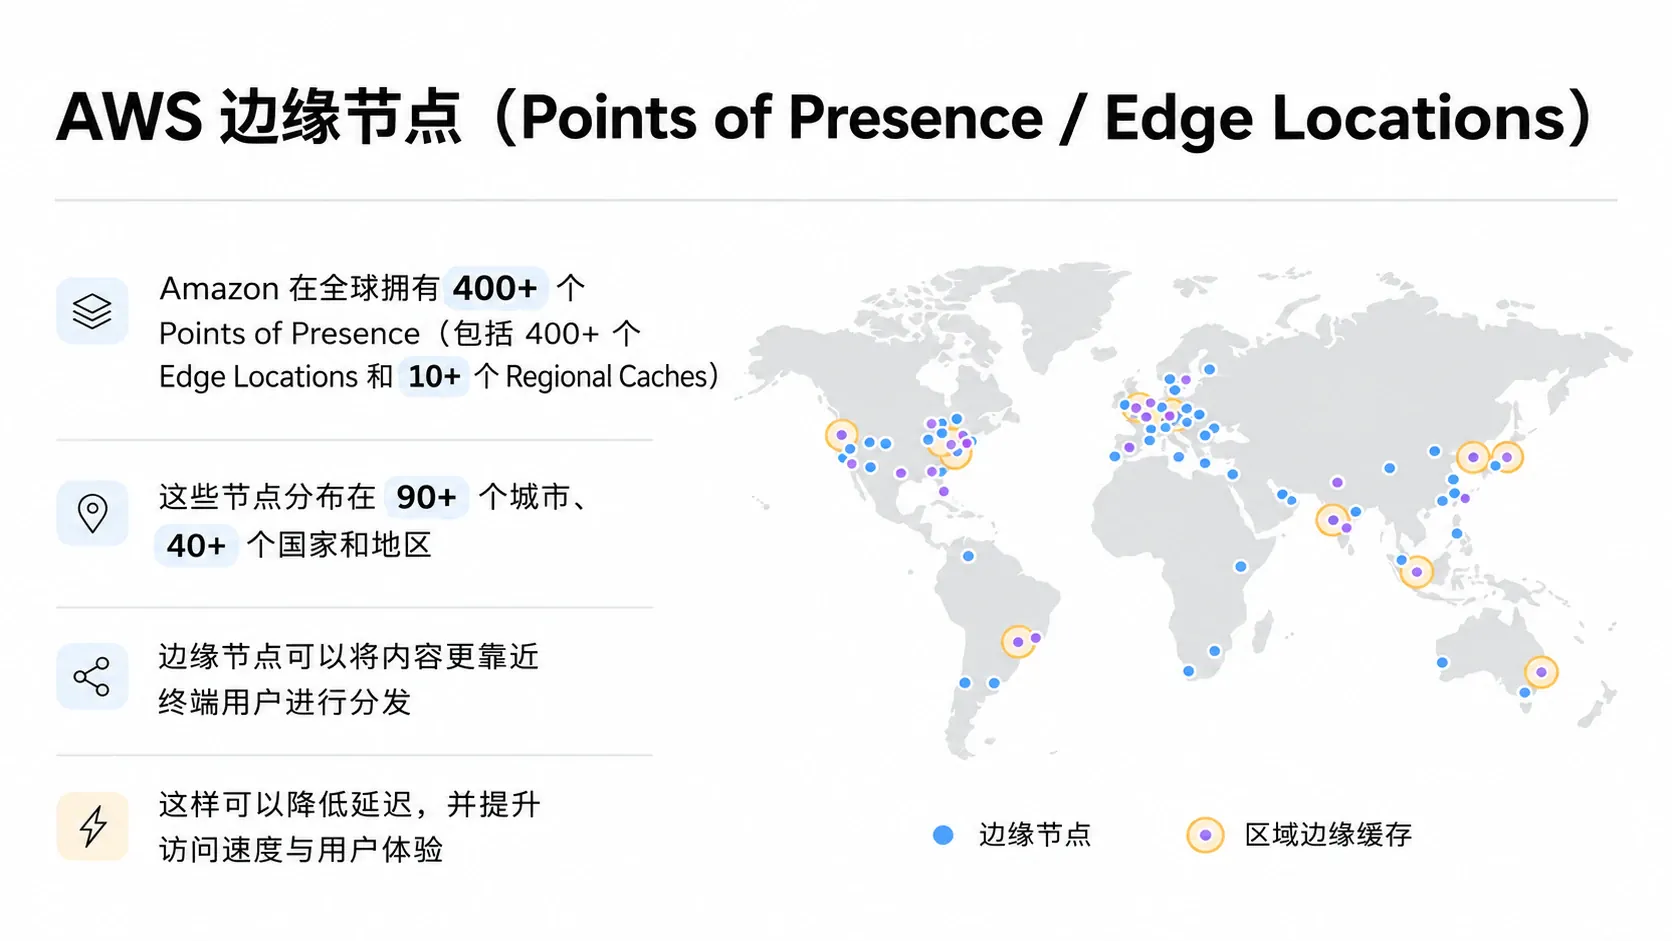 AWS 边缘节点（Points of Presence / Edge Locations）
Amazon 在全球拥有 400+ 个
Points of Presence（包括 400+ 个
Edge Locations 和 10+ 个 Regional Caches）
这些节点分布在 90+ 个城市、
40+ 个国家和地区
边缘节点可以将内容更靠近
终端用户进行分发
这样可以降低延迟，并提升
访问速度与用户体验
边缘节点
区域边缘缓存